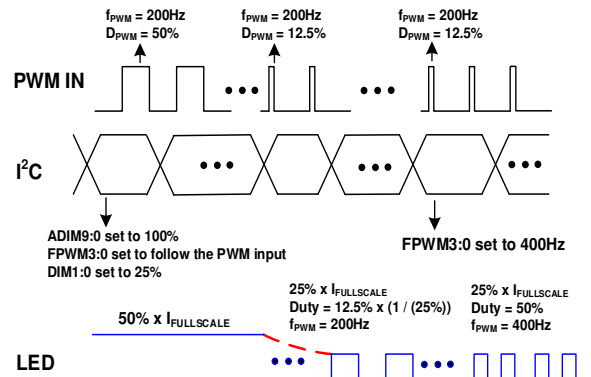 fPWM = 200Hz
DPWM = 50%
fPWM = 200Hz
DPWM = 12.5%
fPWM = 200Hz
DPWM = 12.5%
PWM IN
I2C
ADIM9:0 set to 100%
FPWM3:0 set to follow the PWM input
DIM1:0 set to 25%
FPWM3:0 set to 400Hz
50% x IFULLSCALE
25% x IFULLSCALE
Duty = 12.5% x (1 / (25%))
fPWM = 200Hz
25% x IFULLSCALE
Duty = 50%
fPWM = 400Hz
LED